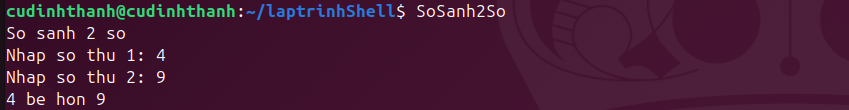 cudinhthanh@cudinhthanh:~/laptrinhShell$ SoSanh2So
So sanh 2 so
Nhap so thu 1: 4
Nhap so thu 2: 9
4 be hon 9